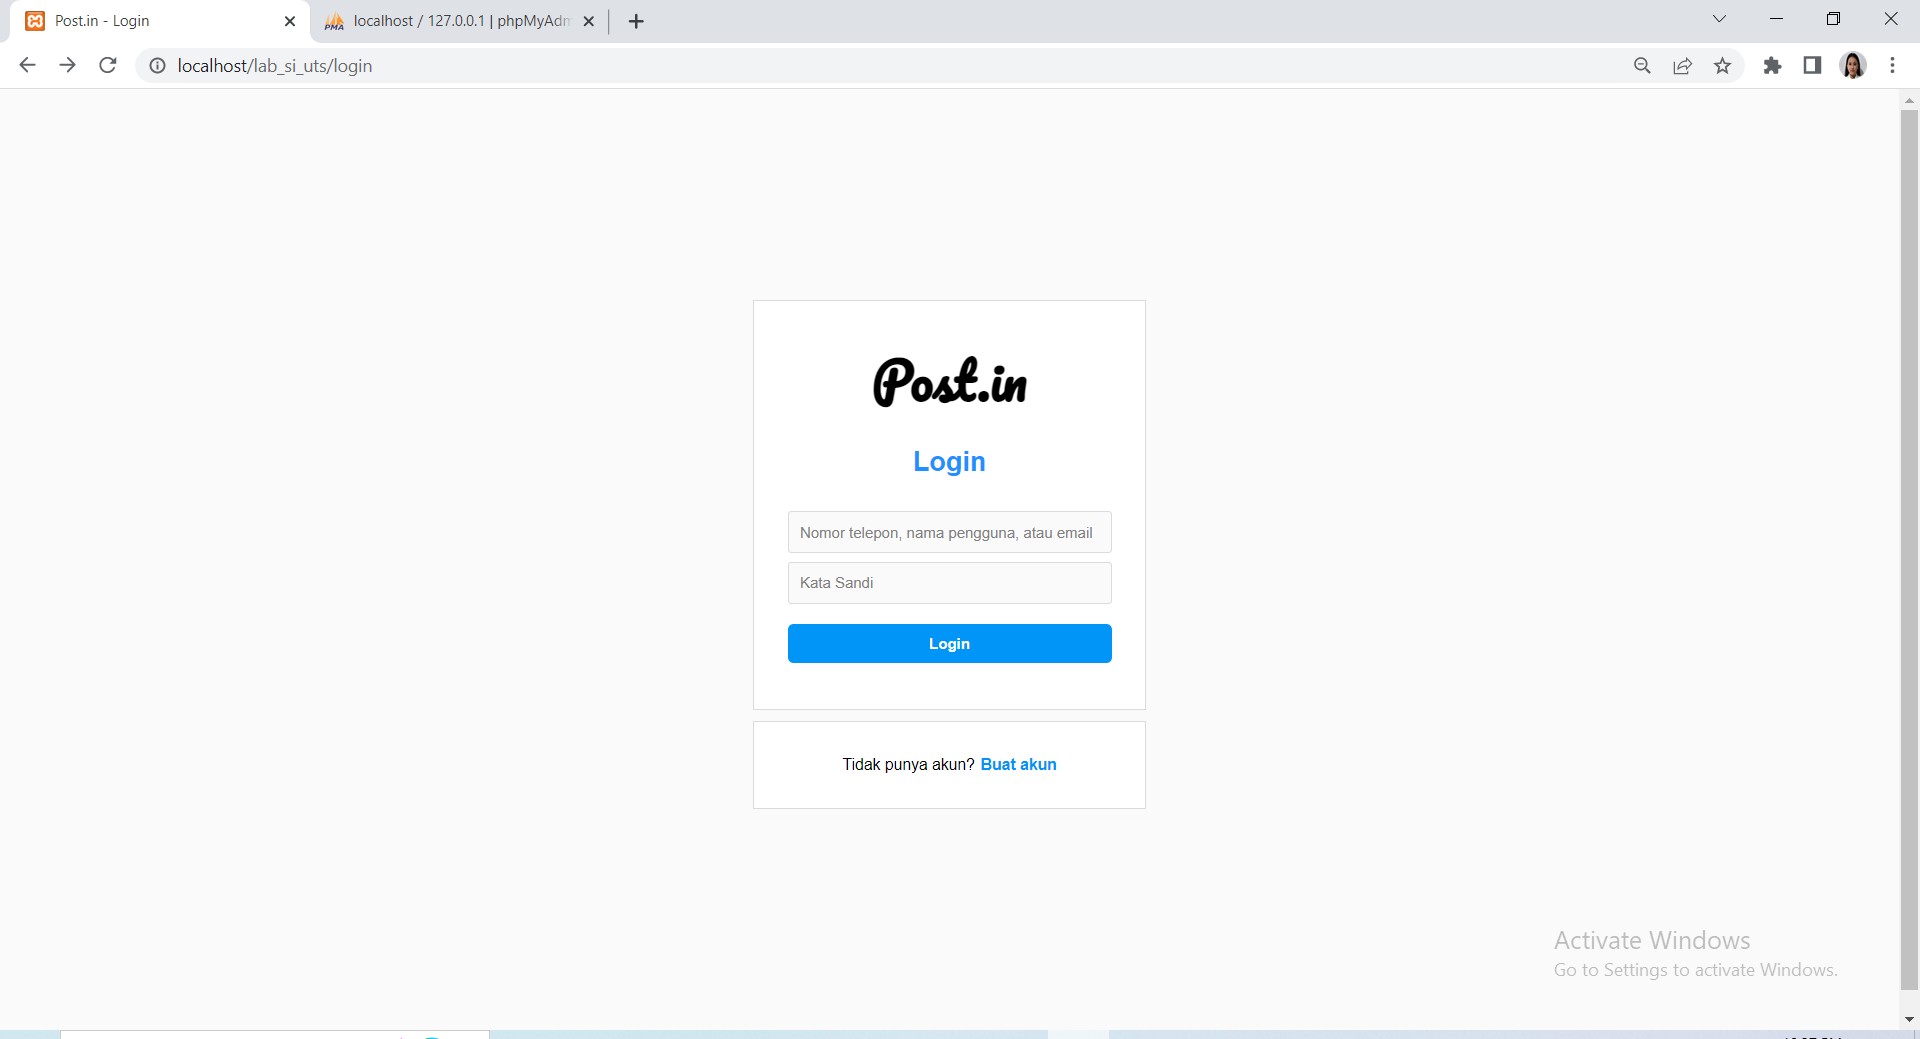 Post.in - Login
localhost / 127.0.0.1 | phpMyAdm
localhost/lab_si_uts/login
Post.in
Login
Nomor telepon, nama pengguna, atau email
Kata Sandi
Login
Tidak punya akun? Buat akun
Activate Windows
Go to Settings to activate Windows.